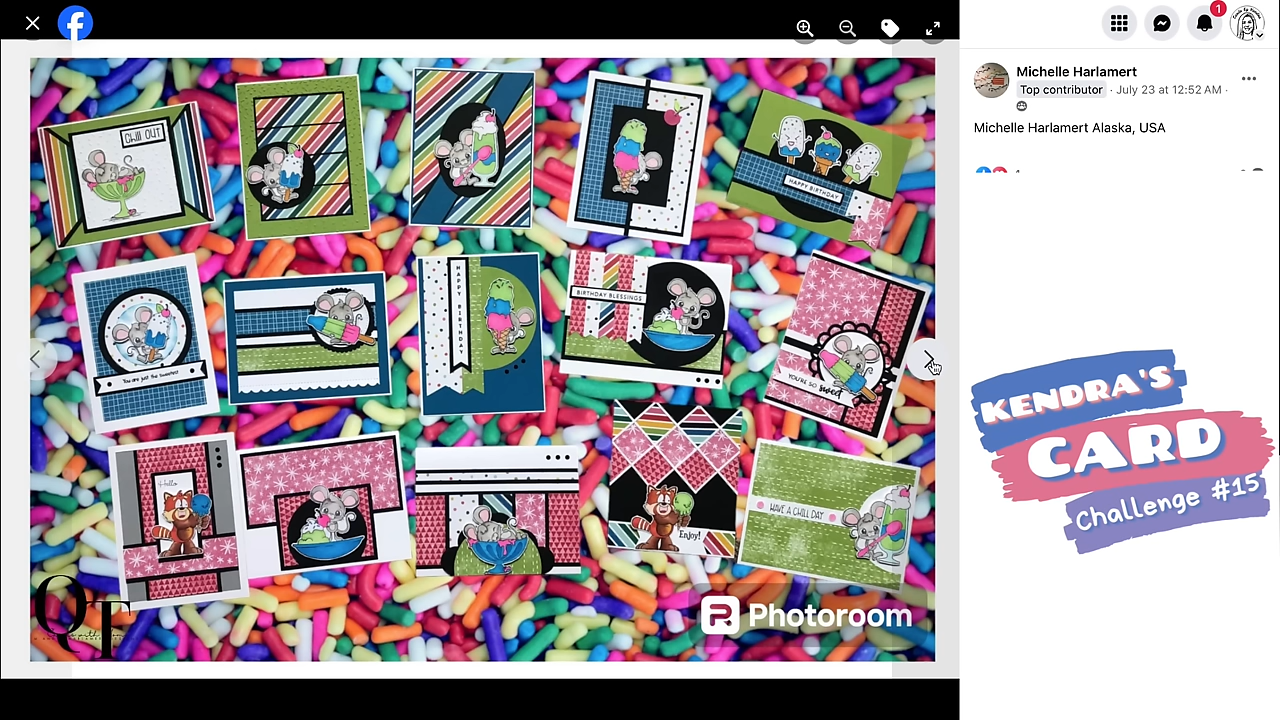 1
Michelle Harlamert
Top contributor · July 23 at 12:52 AM ·
Michelle Harlamert Alaska, USA
CHILL OUT
HAPPY BIRTHDAY
You are just the sweetest!
HAPPY BIRTHDAY
BIRTHDAY BLESSINGS
YOU'RE SO sweet
Hello
Enjoy!
HAVE A CHILL DAY
QT
Photoroom
KENDRA'S
CARD
Challenge #15